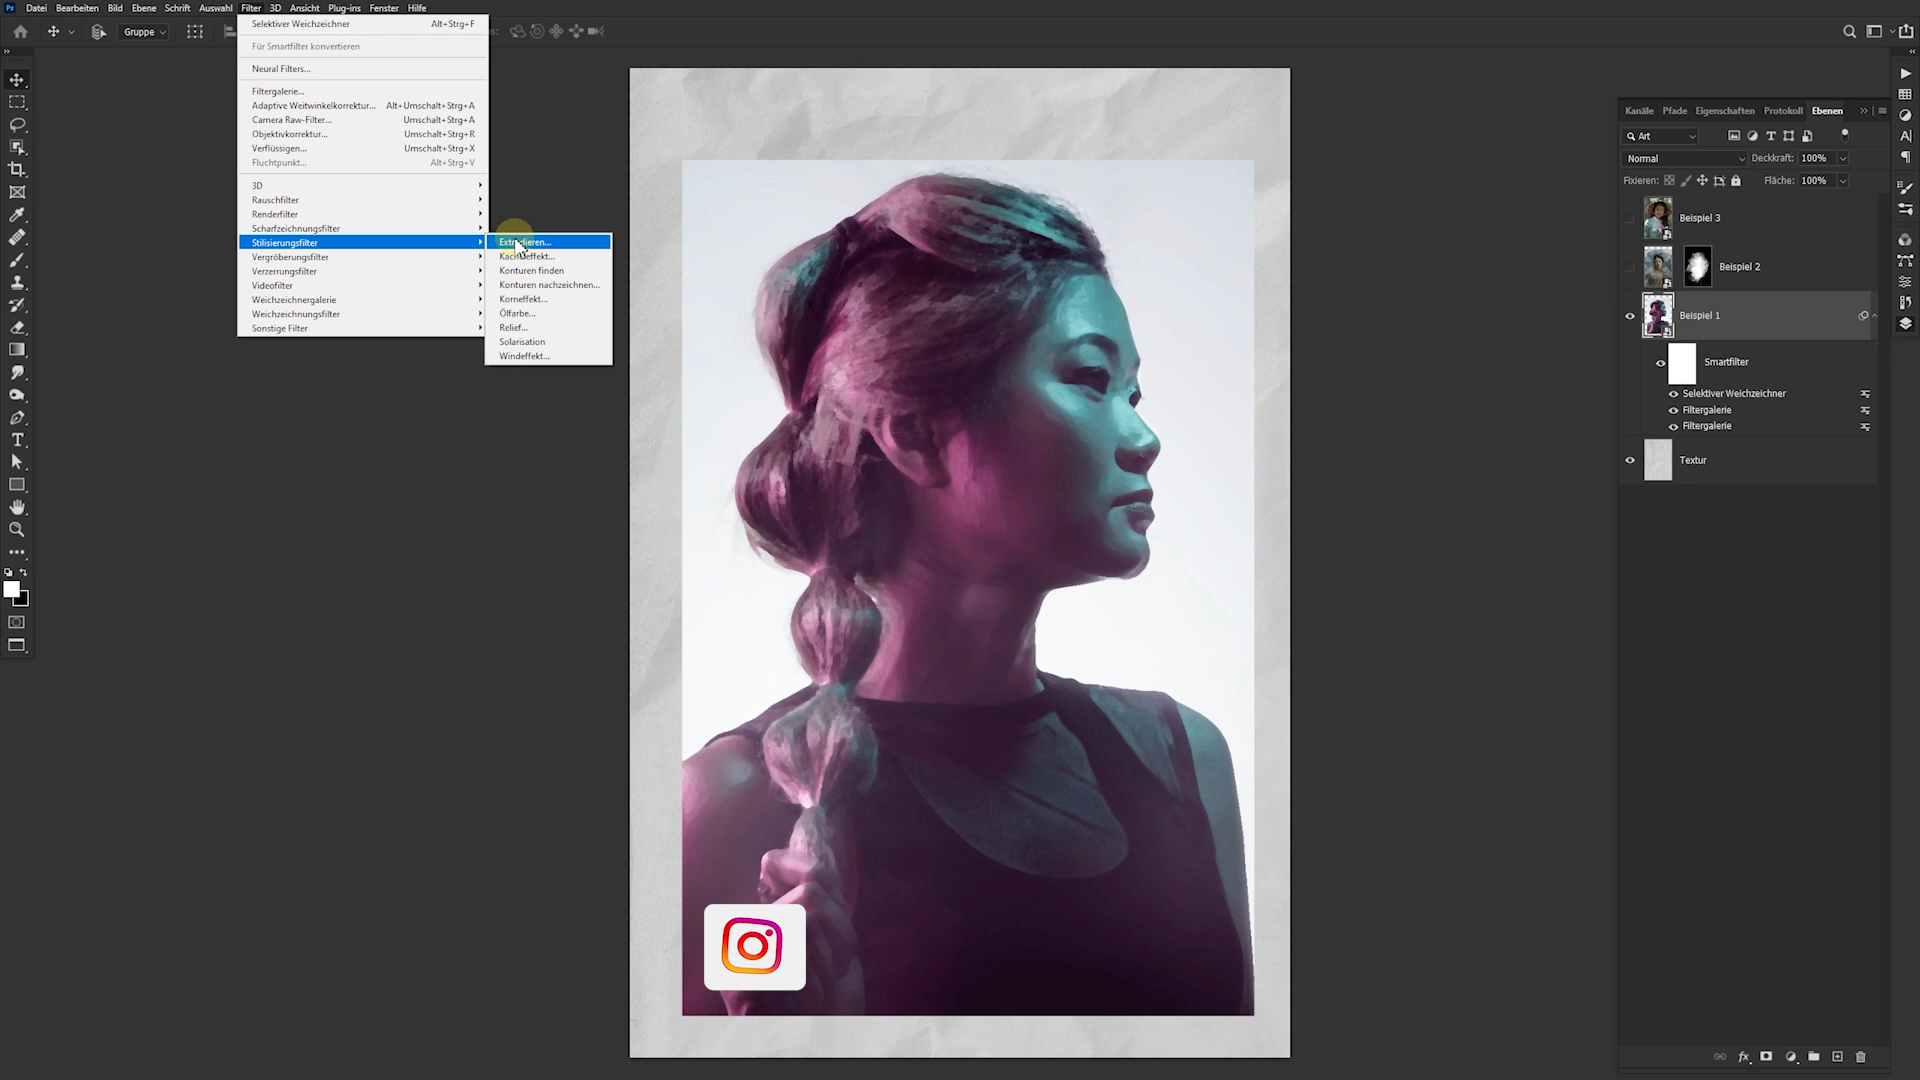 Ps Datei Bearbeiten Bild Ebene Schrift Auswahl Filter 3D Ansicht Plug-ins Fenster Hilfe
Gruppe
Selektiver Weichzeichner Alt+Strg+F
Für Smartfilter konvertieren
Neural Filters...
Filtergalerie...
Adaptive Weitwinkelkorrektur... Alt+Umschalt+Strg+A
Camera Raw-Filter... Umschalt+Strg+A
Objektivkorrektur... Umschalt+Strg+R
Verflüssigen... Umschalt+Strg+X
Fluchtpunkt... Alt+Strg+V
3D
Rauschfilter
Renderfilter
Scharfzeichnungsfilter
Stilisierungsfilter
Vergröberungsfilter
Verzerrungsfilter
Videofilter
Weichzeichnergalerie
Weichzeichnungsfilter
Sonstige Filter
Konturen finden
Konturen nachzeichnen...
Korneffekt...
Ölfarbe...
Relief...
Solarisation
Windeffekt...
Kanäle Pfade Eigenschaften Protokoll Ebenen
Art
Normal Deckkraft: 100%
Fixieren: Fläche: 100%
Beispiel 3
Beispiel 2
Beispiel 1
Smartfilter
Selektiver Weichzeichner
Filtergalerie
Filtergalerie
Textur
fx